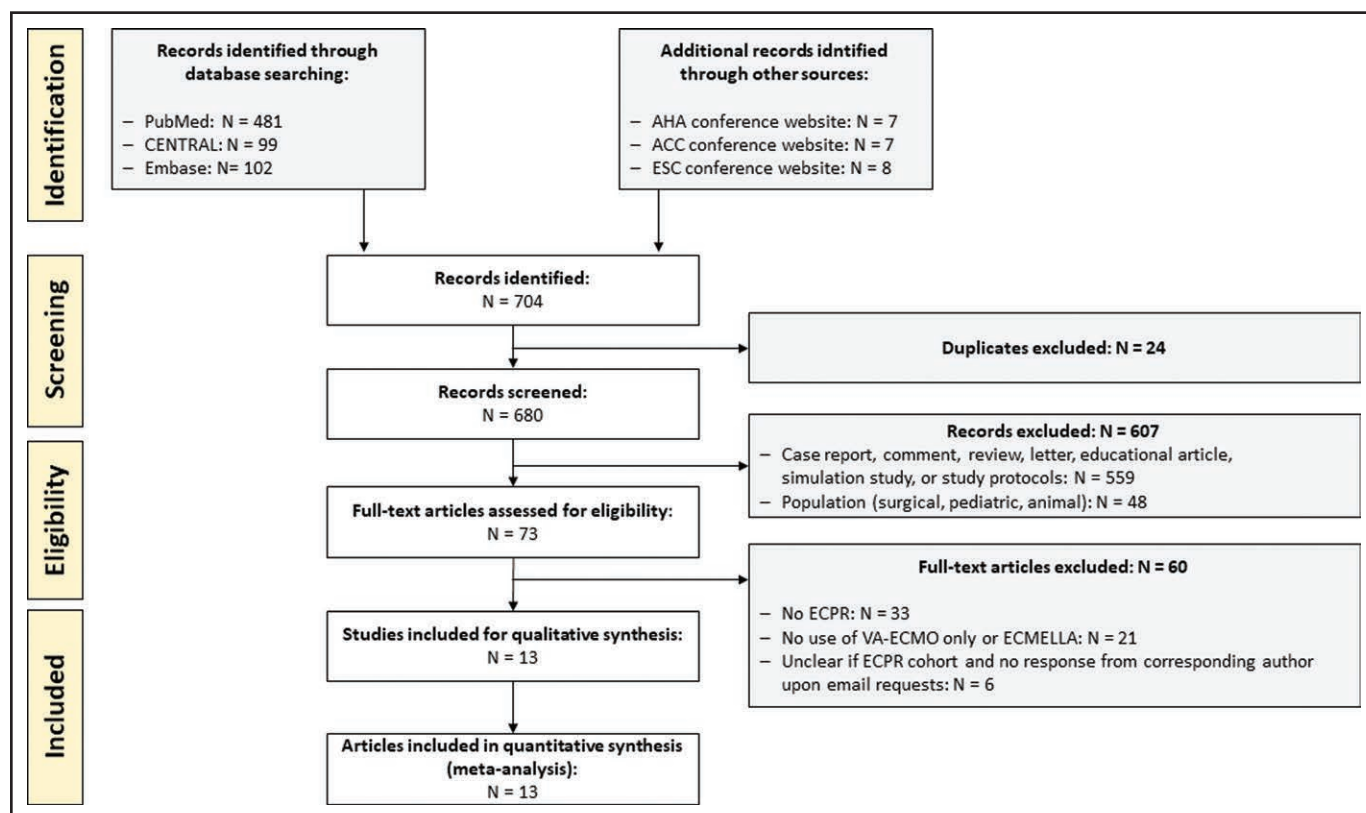 Identification
Records identified through
database searching:
– PubMed: N = 481
– CENTRAL: N = 99
– Embase: N= 102
Additional records idntified
through other sources:
– AHA conference website: N = 7
– ACC conference website: N = 7
– ESC conference website: N = 8
Screening
Records identified:
N = 704
Duplicates excluded: N = 24
Records screened:
N = 680
Records excluded: N = 607
– Case report, comment, review, letter, educational article,
simulation study, or study protocols: N = 559
– Population (surgical, pediatric, animal): N = 48
Eligibility
Full-text articles assessed for eligibility:
N = 73
Full-text articles excluded: N = 60
– No ECPR: N = 33
– No use of VA-ECMO only or ECMELLA: N = 21
– Unclear if ECPR cohort and no response from corresponding author
upon email requests: N = 6
Included
Studies included for qualitative synthesis:
N = 13
Articles included in quantitative synthesis
(meta-analysis):
N = 13